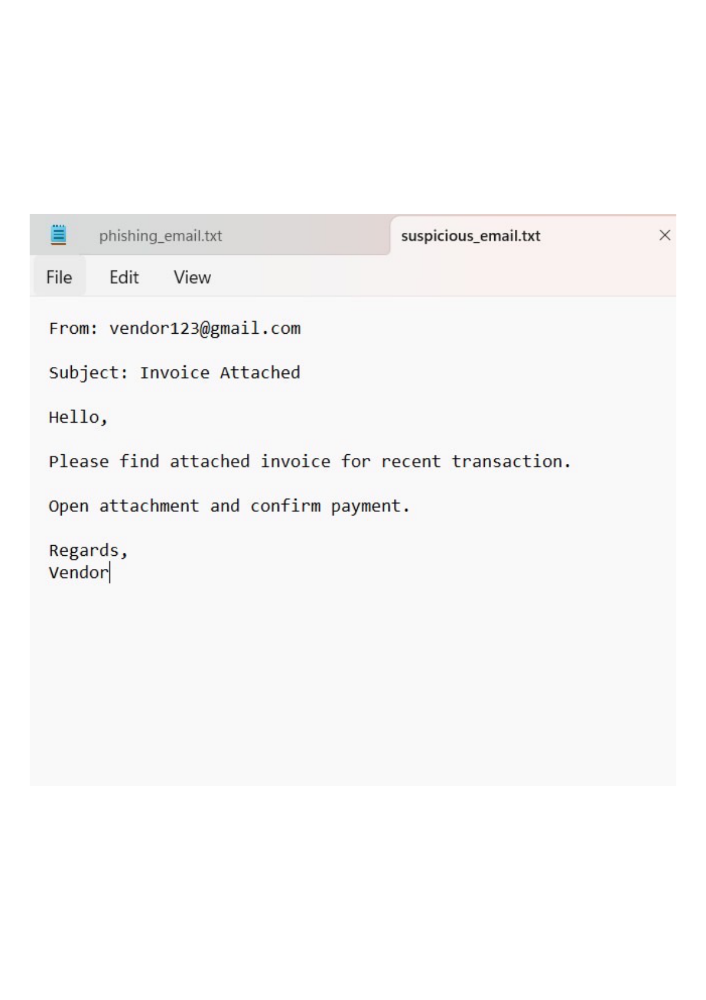 phishing_email.txt
suspicious_email.txt
File Edit View
From: vendor123@gmail.com
Subject: Invoice Attached
Hello,
Please find attached invoice for recent transaction.
Open attachment and confirm payment.
Regards,
Vendor